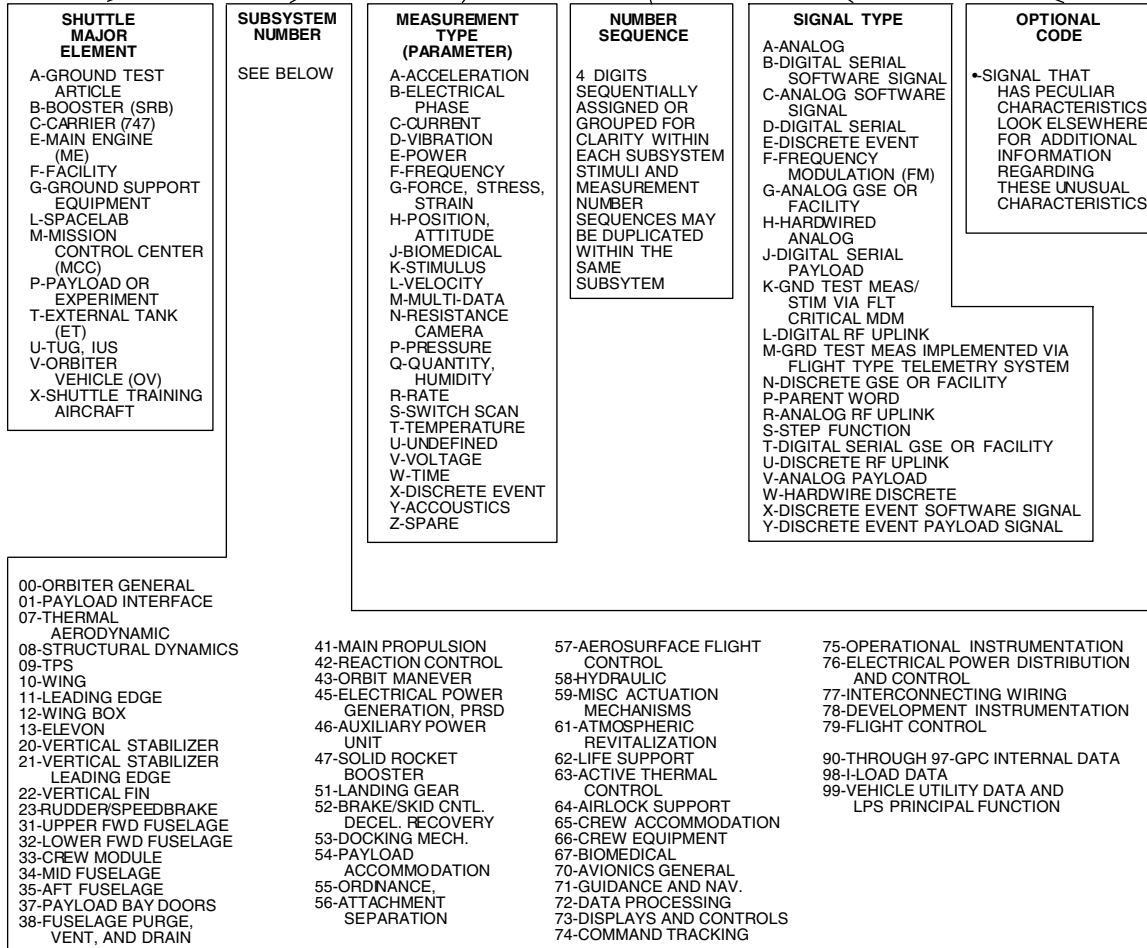 SHUTTLE
MAJOR
ELEMENT
A-GROUND TEST
ARTICLE
B-BOOSTER (SRB)
C-CARRIER (747)
E-MAIN ENGINE
(ME)
F-FACILITY
G-GROUND SUPPORT
EQUIPMENT
L-SPACELAB
M-MISSION
CONTROL CENTER
(MCC)
P-PAYLOAD OR
EXPERIMENT
T-EXTERNAL TANK
(ET)
U-TUG, IUS
V-ORBITER
VEHICLE (OV)
X-SHUTTLE TRAINING
AIRCRAFT
SUBSYSTEM
NUMBER
SEE BELOW
MEASUREMENT
TYPE
(PARAMETER)
A-ACCELERATION
B-ELECTRICAL
PHASE
C-CURRENT
D-VIBRATION
E-POWER
F-FREQUENCY
G-FORCE, STRESS,
STRAIN
H-POSITION,
ATTITUDE
J-BIOMEDICAL
K-STIMULUS
L-VELOCITY
M-MULTI-DATA
N-RESISTANCE
CAMERA
P-PRESSURE
Q-QUANTITY,
HUMIDITY
R-RATE
S-SWITCH SCAN
T-TEMPERATURE
U-UNDEFINED
V-VOLTAGE
W-TIME
X-DISCRETE EVENT
Y-ACCOUSTICS
Z-SPARE
NUMBER
SEQUENCE
4 DIGITS
SEQUENTIALLY
ASSIGNED OR
GROUPED FOR
CLARITY WITHIN
EACH SUBSYSTEM
STIMULI AND
MEASUREMENT
NUMBER
SEQUENCES MAY
BE DUPLICATED
WITHIN THE
SAME
SUBSYTEM
SIGNAL TYPE
A-ANALOG
B-DIGITAL SERIAL
SOFTWARE SIGNAL
C-ANALOG SOFTWARE
SIGNAL
D-DIGITAL SERIAL
E-DISCRETE EVENT
F-FREQUENCY
MODULATION (FM)
G-ANALOG GSE OR
FACILITY
H-HARDWIRED
ANALOG
J-DIGITAL SERIAL
PAYLOAD
K-GND TEST MEAS/
STIM VIA FLT
CRITICAL MDM
L-DIGITAL RF UPLINK
M-GRD TEST MEAS IMPLEMENTED VIA
FLIGHT TYPE TELEMETRY SYSTEM
N-DISCRETE GSE OR FACILITY
P-PARENT WORD
R-ANALOG RF UPLINK
S-STEP FUNCTION
T-DIGITAL SERIAL GSE OR FACILITY
U-DISCRETE RF UPLINK
V-ANALOG PAYLOAD
W-HARDWIRE DISCRETE
X-DISCRETE EVENT SOFTWARE SIGNAL
Y-DISCRETE EVENT PAYLOAD SIGNAL
OPTIONAL
CODE
•-SIGNAL THAT
HAS PECULIAR
CHARACTERISTICS
LOOK ELSEWHERE
FOR ADDITIONAL
INFORMATION
REGARDING
THESE UNUSUAL
CHARACTERISTICS
00-ORBITER GENERAL
01-PAYLOAD INTERFACE
07-THERMAL
AERODYNAMIC
08-STRUCTURAL DYNAMICS
09-TPS
10-WING
11-LEADING EDGE
12-WING BOX
13-ELEVON
20-VERTICAL STABILIZER
21-VERTICAL STABILIZER
LEADING EDGE
22-VERTICAL FIN
23-RUDDER/SPEEDBRAKE
31-UPPER FWD FUSELAGE
32-LOWER FWD FUSELAGE
33-CREW MODULE
34-MID FUSELAGE
35-AFT FUSELAGE
37-PAYLOAD BAY DOORS
38-FUSELAGE PURGE,
VENT, AND DRAIN
41-MAIN PROPULSION
42-REACTION CONTROL
43-ORBIT MANEVER
45-ELECTRICAL POWER
GENERATION, PRSD
46-AUXILIARY POWER
UNIT
47-SOLID ROCKET
BOOSTER
51-LANDING GEAR
52-BRAKE/SKID CNTL.
DECEL. RECOVERY
53-DOCKING MECH.
54-PAYLOAD
ACCOMMODATION
55-ORDINANCE,
56-ATTACHMENT
SEPARATION
57-AEROSURFACE FLIGHT
CONTROL
58-HYDRAULIC
59-MISC ACTUATION
MECHANISMS
61-ATMOSPHERIC
REVITALIZATION
62-LIFE SUPPORT
63-ACTIVE THERMAL
CONTROL
64-AIRLOCK SUPPORT
65-CREW ACCOMMODATION
66-CREW EQUIPMENT
67-BIOMEDICAL
70-AVIONICS GENERAL
71-GUIDANCE AND NAV.
72-DATA PROCESSING
73-DISPLAYS AND CONTROLS
74-COMMAND TRACKING
75-OPERATIONAL INSTRUMENTATION
76-ELECTRICAL POWER DISTRIBUTION
AND CONTROL
77-INTERCONNECTING WIRING
78-DEVELOPMENT INSTRUMENTATION
79-FLIGHT CONTROL
90-THROUGH 97-GPC INTERNAL DATA
98-I-LOAD DATA
99-VEHICLE UTILITY DATA AND
LPS PRINCIPAL FUNCTION